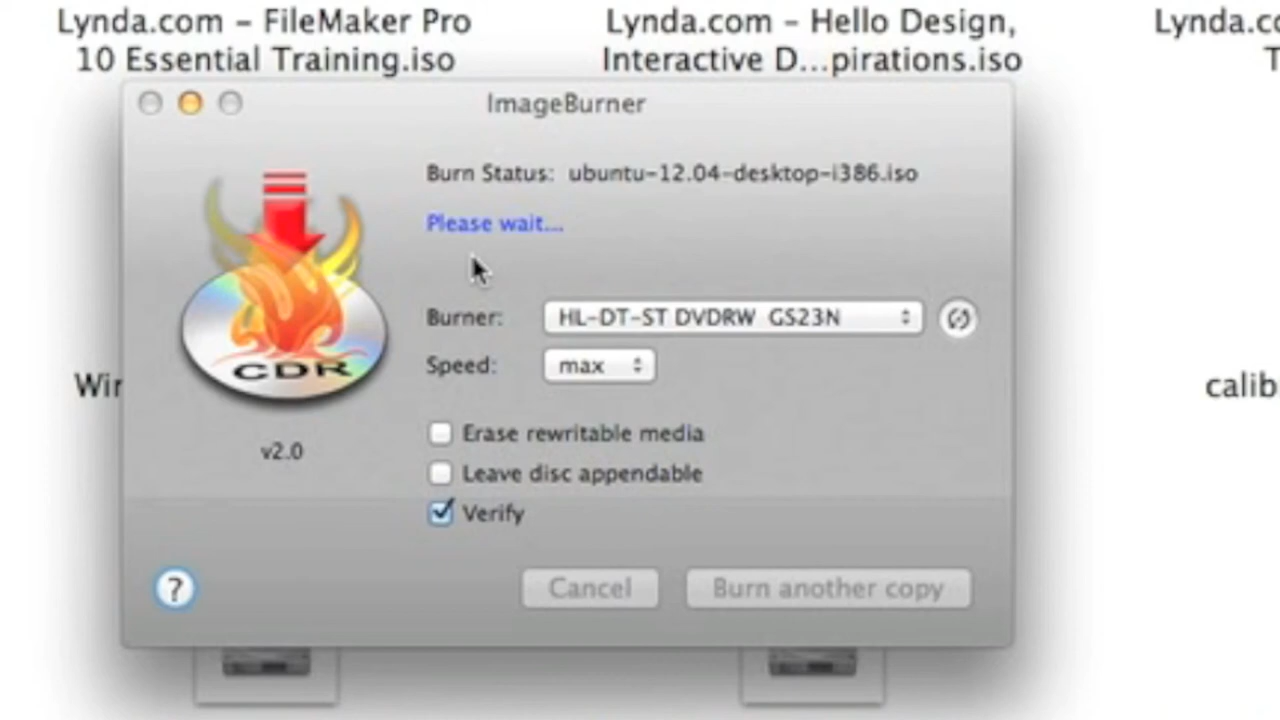 Lynda.com – FileMaker Pro
10 Essential Training.iso
Lynda.com – Hello Design,
Interactive D...pirations.iso
Lynda.co
T
ImageBurner
Burn Status: ubuntu-12.04-desktop-i386.iso
Please wait...
Burner: HL-DT-ST DVDRW GS23N
Speed: max
CDR
v2.0
Erase rewritable media
Leave disc appendable
Verify
?
Cancel
Burn another copy
Win
calib